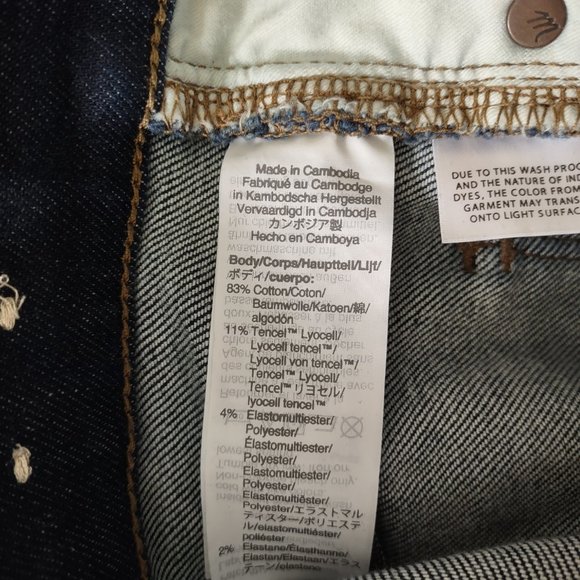 Made in Cambodia
Fabriqué au Cambodge
in Kambodscha Hergestellt
Vervaardigd in Cambodja
カンボジア製
Hecho en Camboya
Body/Corps/Hauptteil/Lijf/
ボディ/cuerpo:
83% Cotton/Coton/
Baumwolle/Katoen/綿/
algodón
11% Tencel™ Lyocell/
Lyocell tencel™/
Lyocell von tencel™/
Tencel™ Lyocell/
Tencel™ リヨセル/
lyocell tencel™
4% Elastomultiester/
Polyester/
Élastomultiester/
Polyester/
Elastomultiester/
Polyester/
Elastomultiëster/
Polyester/エラストマル
ティエスター/ポリエステ
ル/elastomultiester/
poliéster
2% Elastane/Élasthanne/
m
DUE TO THIS WASH PROC
AND THE NATURE OF IND
DYES, THE COLOR FROM
GARMENT MAY TRANS
ONTO LIGHT SURFAC